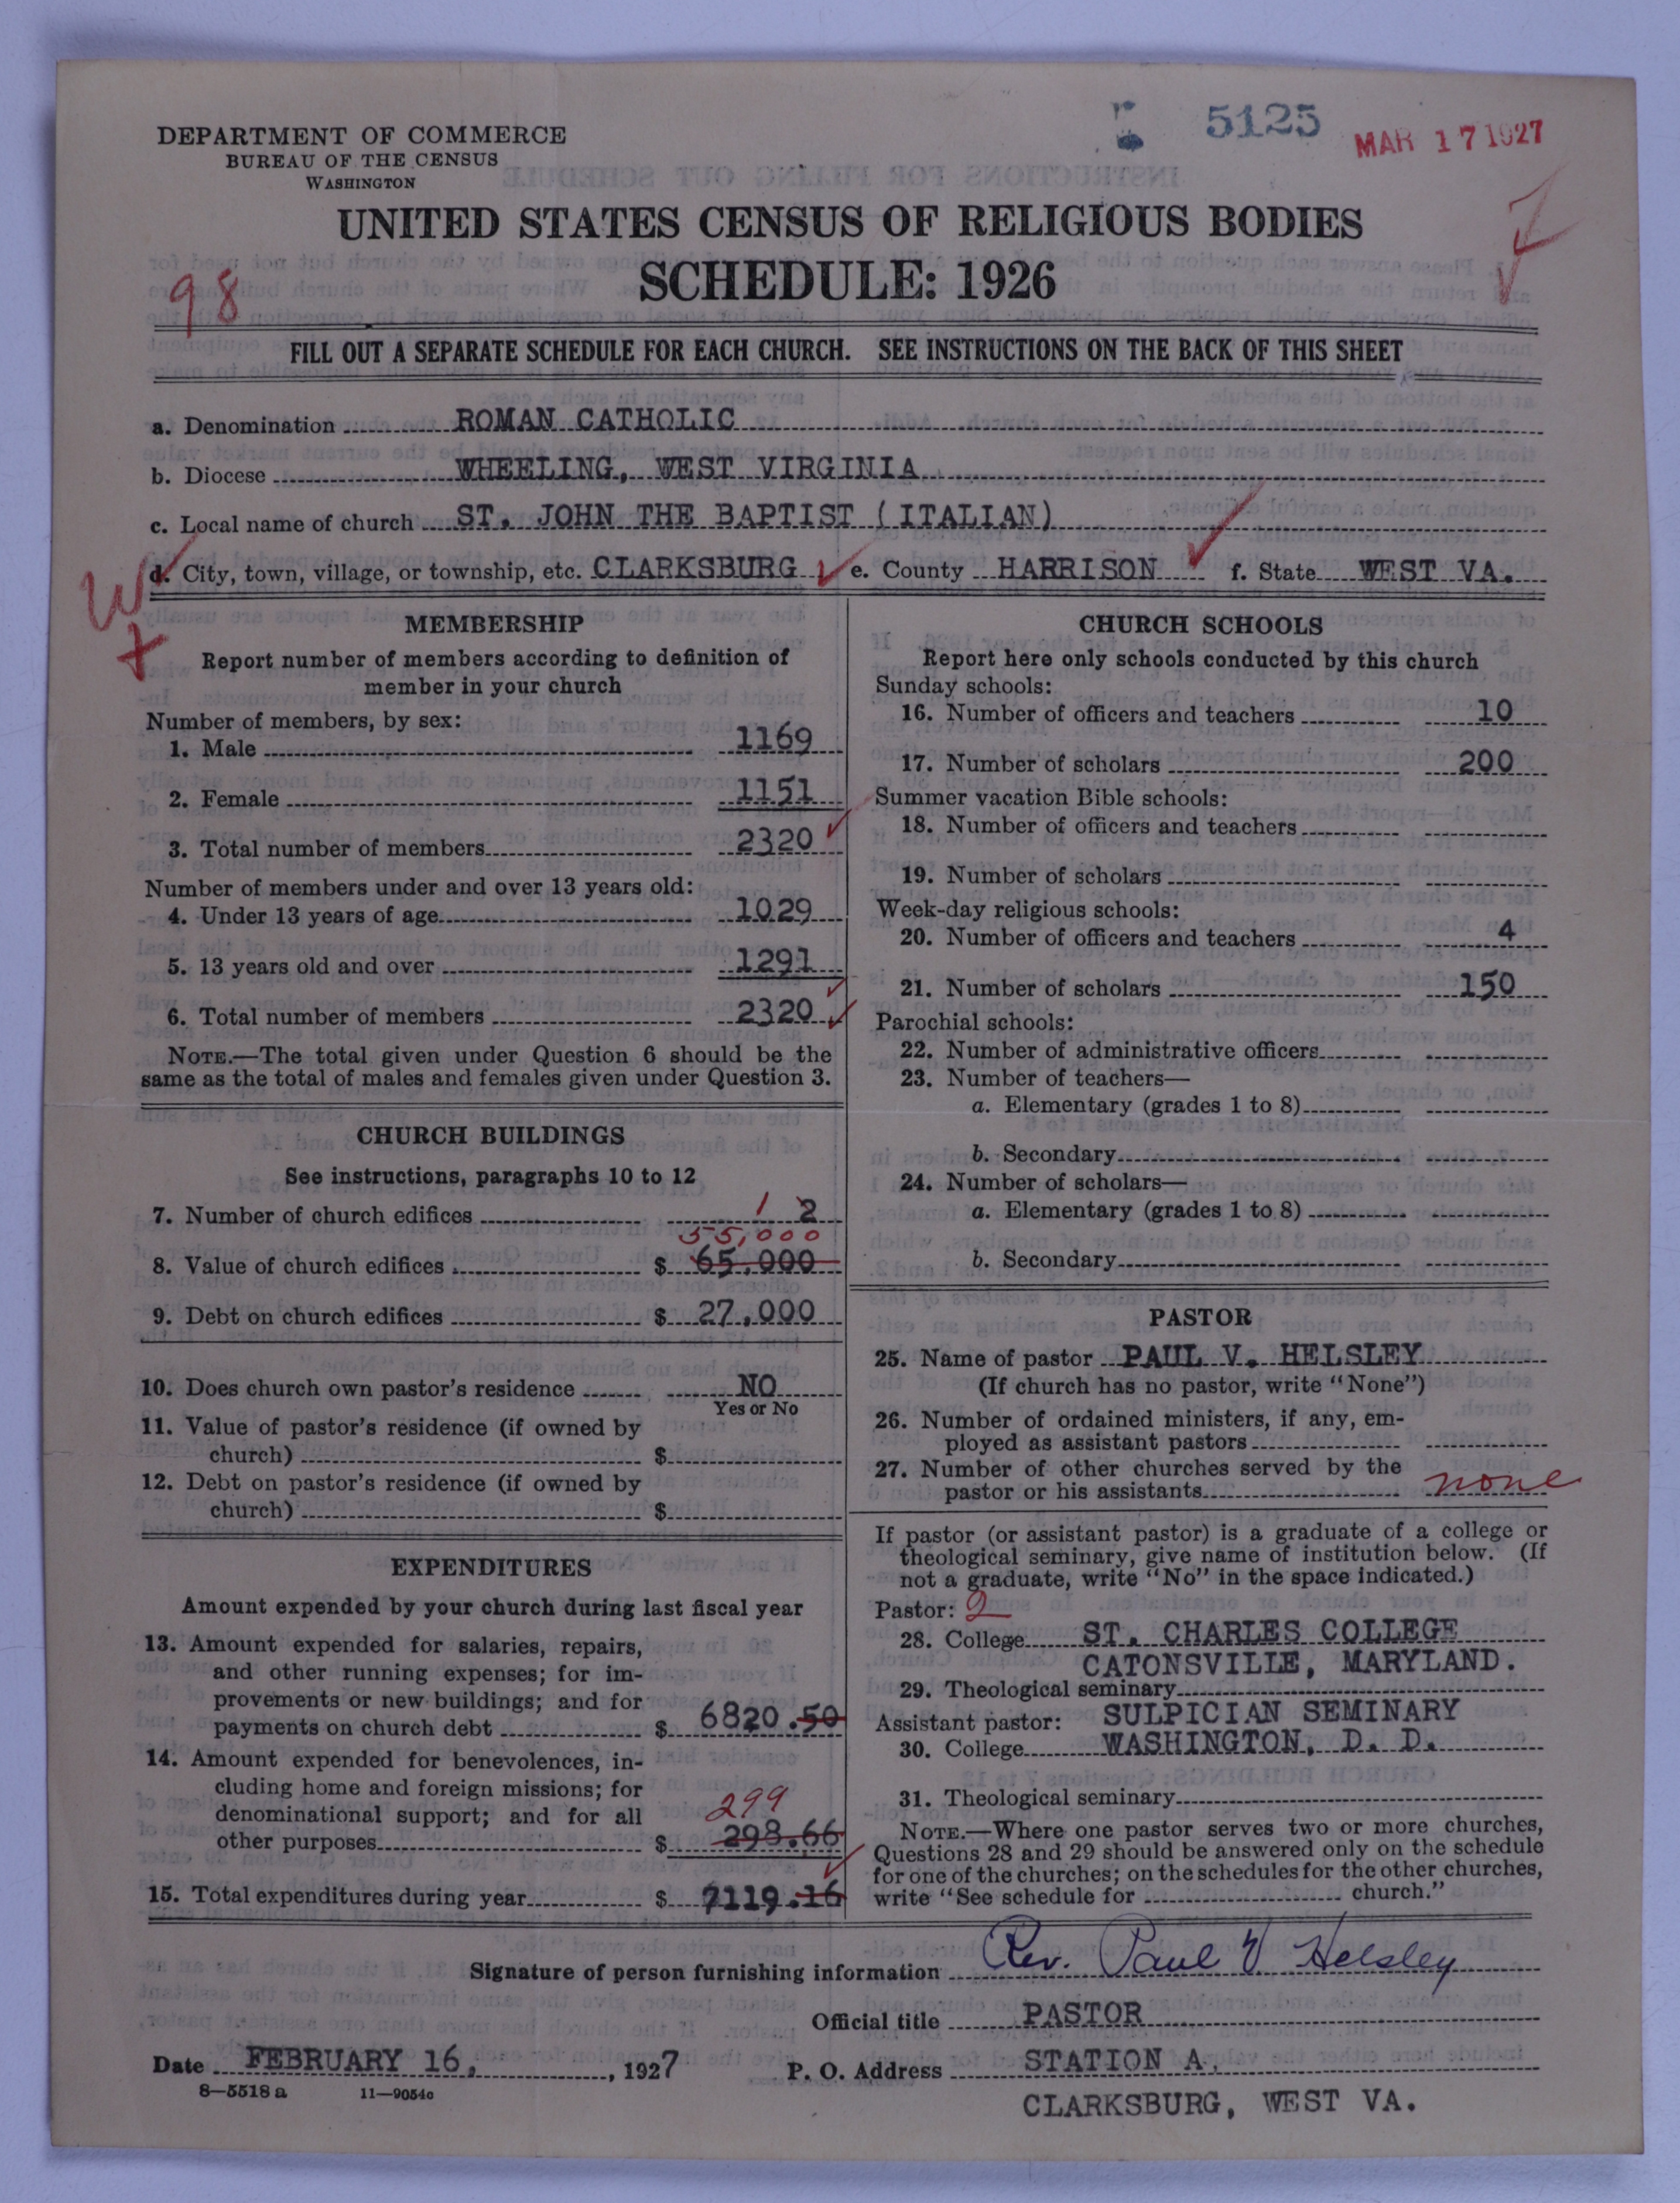 DEPARTMENT OF COMMERCE
BUREAU OF THE CENSUS
WASHINGTON
5125
MAR 17 1927
UNITED STATES CENSUS OF RELIGIOUS BODIES
SCHEDULE: 1926
98
FILL OUT A SEPARATE SCHEDULE FOR EACH CHURCH. SEE INSTRUCTIONS ON THE BACK OF THIS SHEET
a. Denomination ROMAN CATHOLIC
b. Diocese WHEELING, WEST VIRGINIA
c. Local name of church ST. JOHN THE BAPTIST (ITALIAN)
d. City, town, village, or township, etc. CLARKSBURG e. County HARRISON f. State WEST VA.
W
MEMBERSHIP
Report number of members according to definition of
member in your church
Number of members, by sex:
1. Male 1169
2. Female 1151
3. Total number of members 2320
Number of members under and over 13 years old:
4. Under 13 years of age 1029
5. 13 years old and over 1291
6. Total number of members 2320
NOTE.—The total given under Question 6 should be the
same as the total of males and females given under Question 3.
CHURCH BUILDINGS
See instructions, paragraphs 10 to 12
7. Number of church edifices 1 2
55,000
8. Value of church edifices $ 65,000
9. Debt on church edifices $ 27,000
10. Does church own pastor's residence NO
Yes or No
11. Value of pastor's residence (if owned by
church) $
12. Debt on pastor's residence (if owned by
church) $
EXPENDITURES
Amount expended by your church during last fiscal year
13. Amount expended for salaries, repairs,
and other running expenses; for im-
provements or new buildings; and for
payments on church debt $ 6820.50
14. Amount expended for benevolences, in-
cluding home and foreign missions; for
denominational support; and for all
299
other purposes $ 298.66
15. Total expenditures during year $ 7119.16
CHURCH SCHOOLS
Report here only schools conducted by this church
Sunday schools:
16. Number of officers and teachers 10
17. Number of scholars 200
Summer vacation Bible schools:
18. Number of officers and teachers
19. Number of scholars
Week-day religious schools:
20. Number of officers and teachers 4
21. Number of scholars 150
Parochial schools:
22. Number of administrative officers
23. Number of teachers—
a. Elementary (grades 1 to 8)
b. Secondary
24. Number of scholars—
a. Elementary (grades 1 to 8)
b. Secondary
PASTOR
25. Name of pastor PAUL V. HELSLEY
(If church has no pastor, write "None")
26. Number of ordained ministers, if any, em-
ployed as assistant pastors
27. Number of other churches served by the
pastor or his assistants none
If pastor (or assistant pastor) is a graduate of a college or
theological seminary, give name of institution below. (If
not a graduate, write "No" in the space indicated.)
Pastor: 2
28. College ST. CHARLES COLLEGE
CATONSVILLE, MARYLAND.
29. Theological seminary
Assistant pastor: SULPICIAN SEMINARY
30. College WASHINGTON, D. D.
31. Theological seminary
NOTE.—Where one pastor serves two or more churches,
Questions 28 and 29 should be answered only on the schedule
for one of the churches; on the schedules for the other churches,
write "See schedule for church."
Signature of person furnishing information Rev. Paul V Helsley
Official title PASTOR
Date FEBRUARY 16, , 1927 P. O. Address STATION A,
8—5518 a 11—9054c
CLARKSBURG, WEST VA.